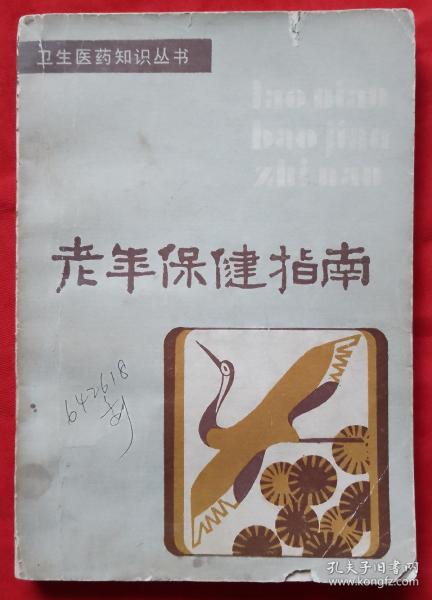 卫生医药知识丛书
lao nian
bao jian
zhi nan
老年保健指南
642618
孔夫子旧书网
www.kongfz.com